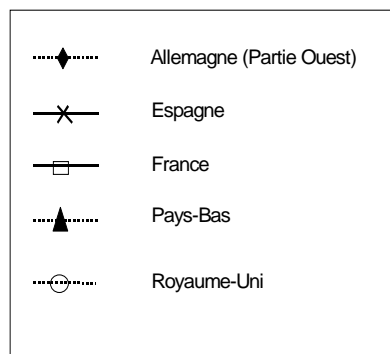 Allemagne (Partie Ouest)
Espagne
France
Pays-Bas
Royaume-Uni